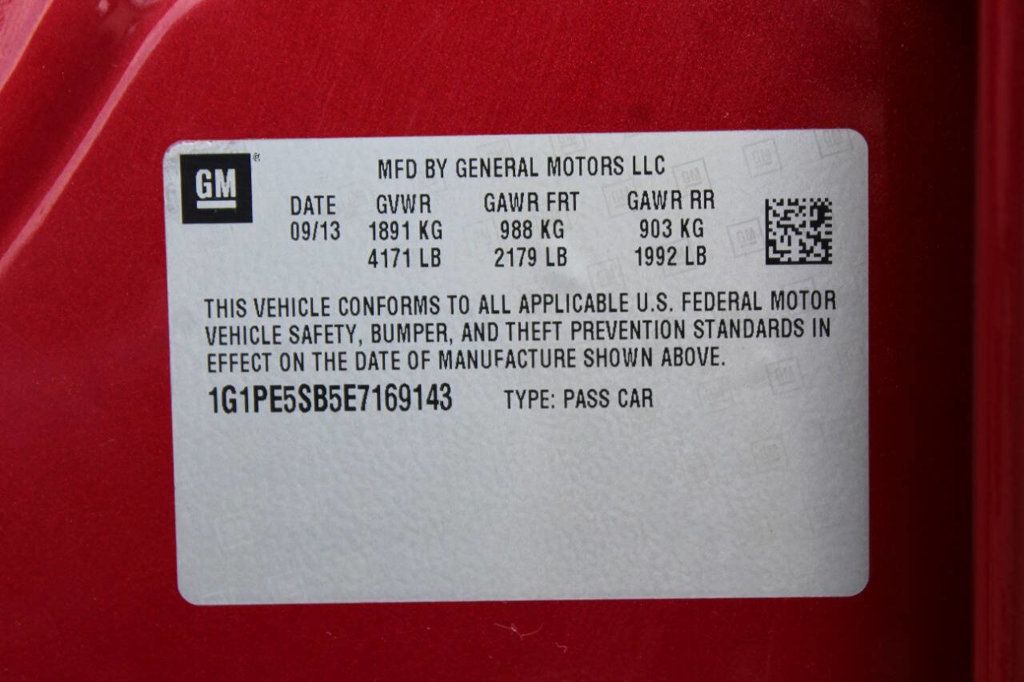 GM
MFD BY GENERAL MOTORS LLC
DATE GVWR GAWR FRT GAWR RR
09/13 1891 KG 988 KG 903 KG
4171 LB 2179 LB 1992 LB
THIS VEHICLE CONFORMS TO ALL APPLICABLE U.S. FEDERAL MOTOR
VEHICLE SAFETY, BUMPER, AND THEFT PREVENTION STANDARDS IN
EFFECT ON THE DATE OF MANUFACTURE SHOWN ABOVE.
1G1PE5SB5E7169143 TYPE: PASS CAR